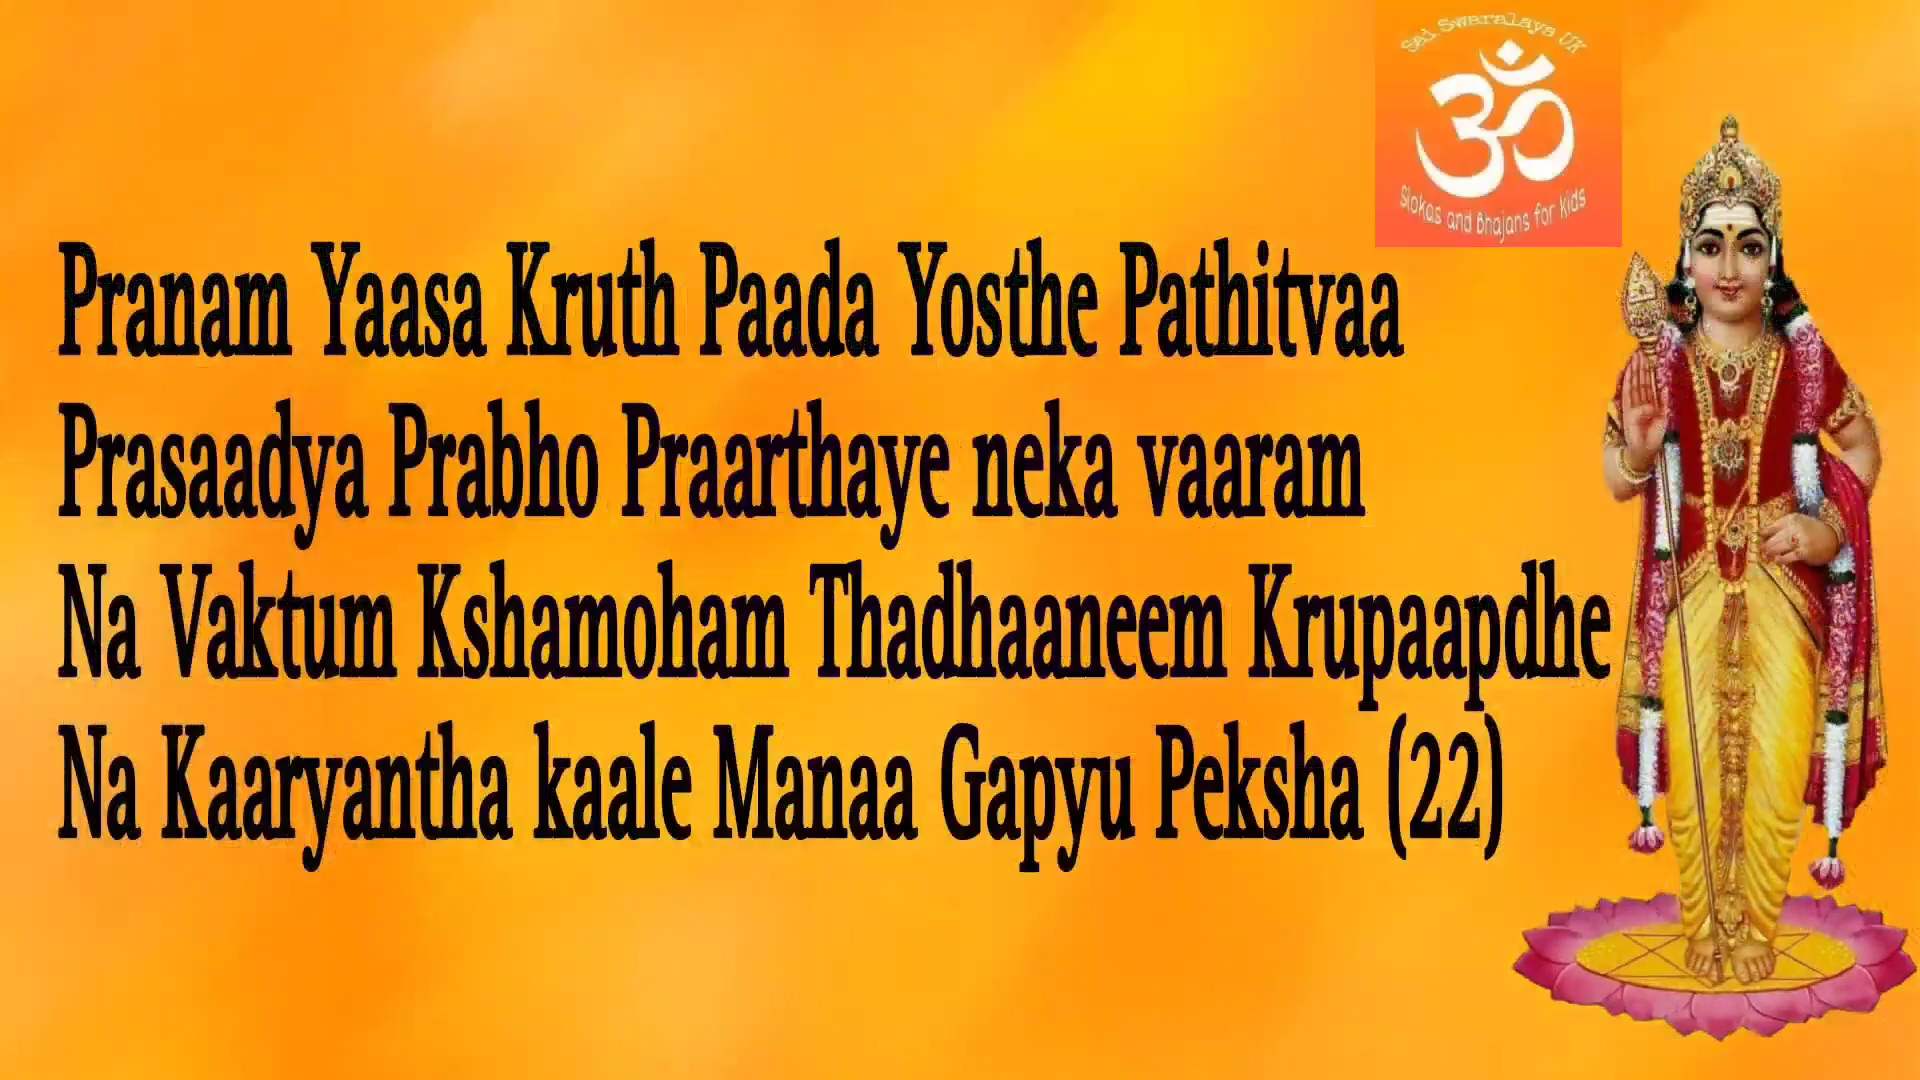 Sai Swaralaya UK
ॐ
Slokas and Bhajans for kids
Pranam Yaasa Kruth Paada Yosthe Pathitvaa
Prasaadya Prabho Praarthaye neka vaaram
Na Vaktum Kshamoham Thadhaaneem Krupaapdhe
Na Kaaryantha kaale Manaa Gapyu Peksha (22)